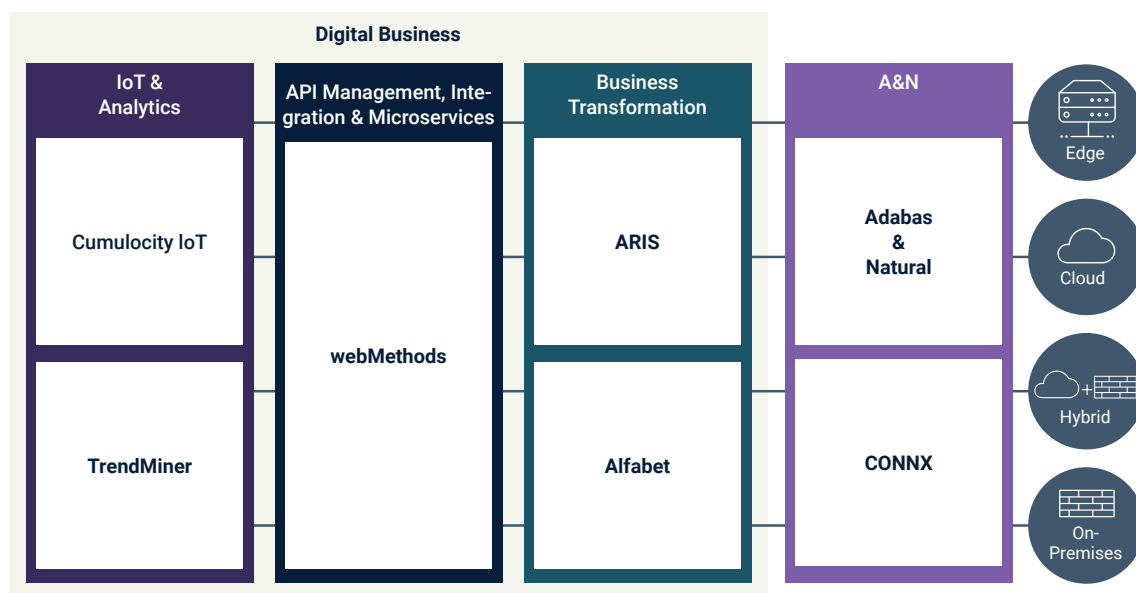 Digital Business
IoT &
Analytics
API Management, Inte-
gration & Microservices
Business
Transformation
A&N
Cumulocity IoT
TrendMiner
webMethods
ARIS
Alfabet
Adabas
&
Natural
CONNX
Edge
Cloud
+
Hybrid
On-
Premises